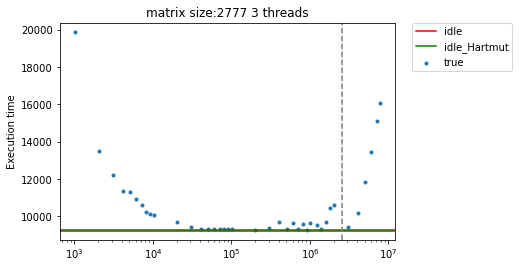 matrix size:2777 3 threads
Execution time
20000
18000
16000
14000
12000
10000
10³
10⁴
10⁵
10⁶
10⁷
idle
idle_Hartmut
true